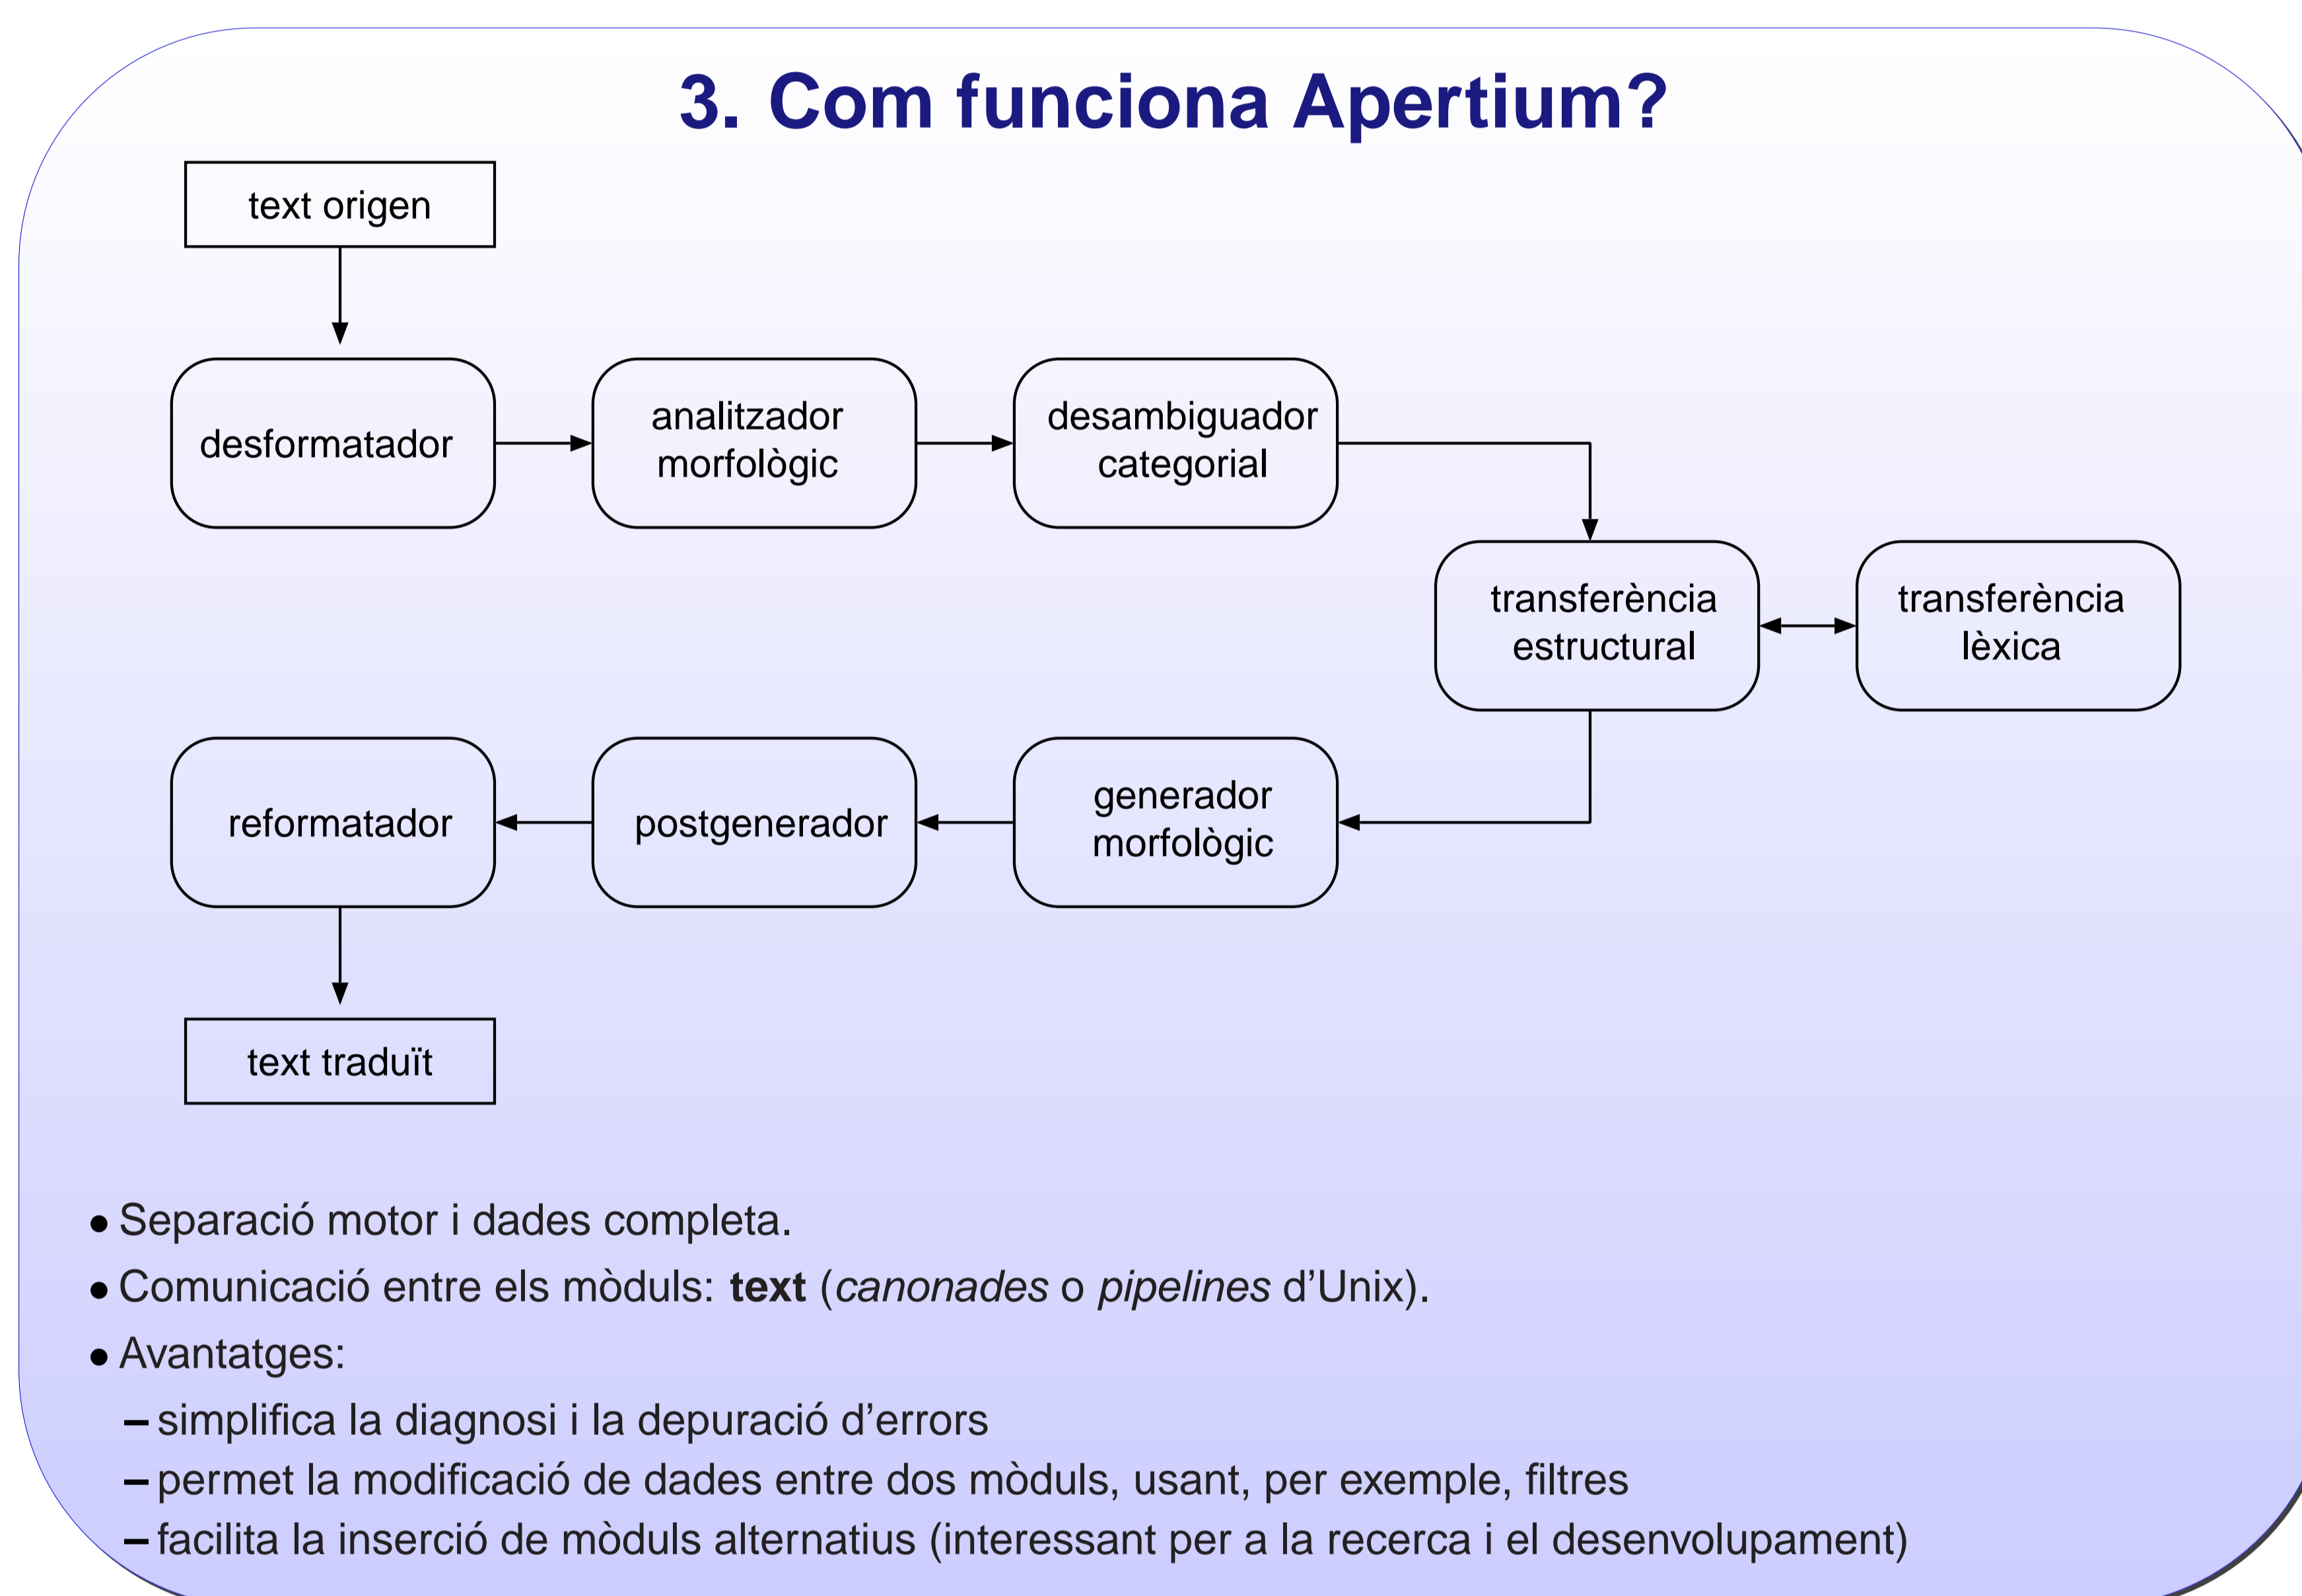 3. Com funciona Apertium?
text origen
desformatador
analitzador
morfològic
desambiguador
categorial
transferència
estructural
transferència
lèxica
generador
morfològic
postgenerador
reformatador
text traduït
● Separació motor i dades completa.
● Comunicació entre els mòduls: text (canonades o pipelines d’Unix).
● Avantatges:
– simplifica la diagnosi i la depuració d’errors
– permet la modificació de dades entre dos mòduls, usant, per exemple, filtres
– facilita la inserció de mòduls alternatius (interessant per a la recerca i el desenvolupament)